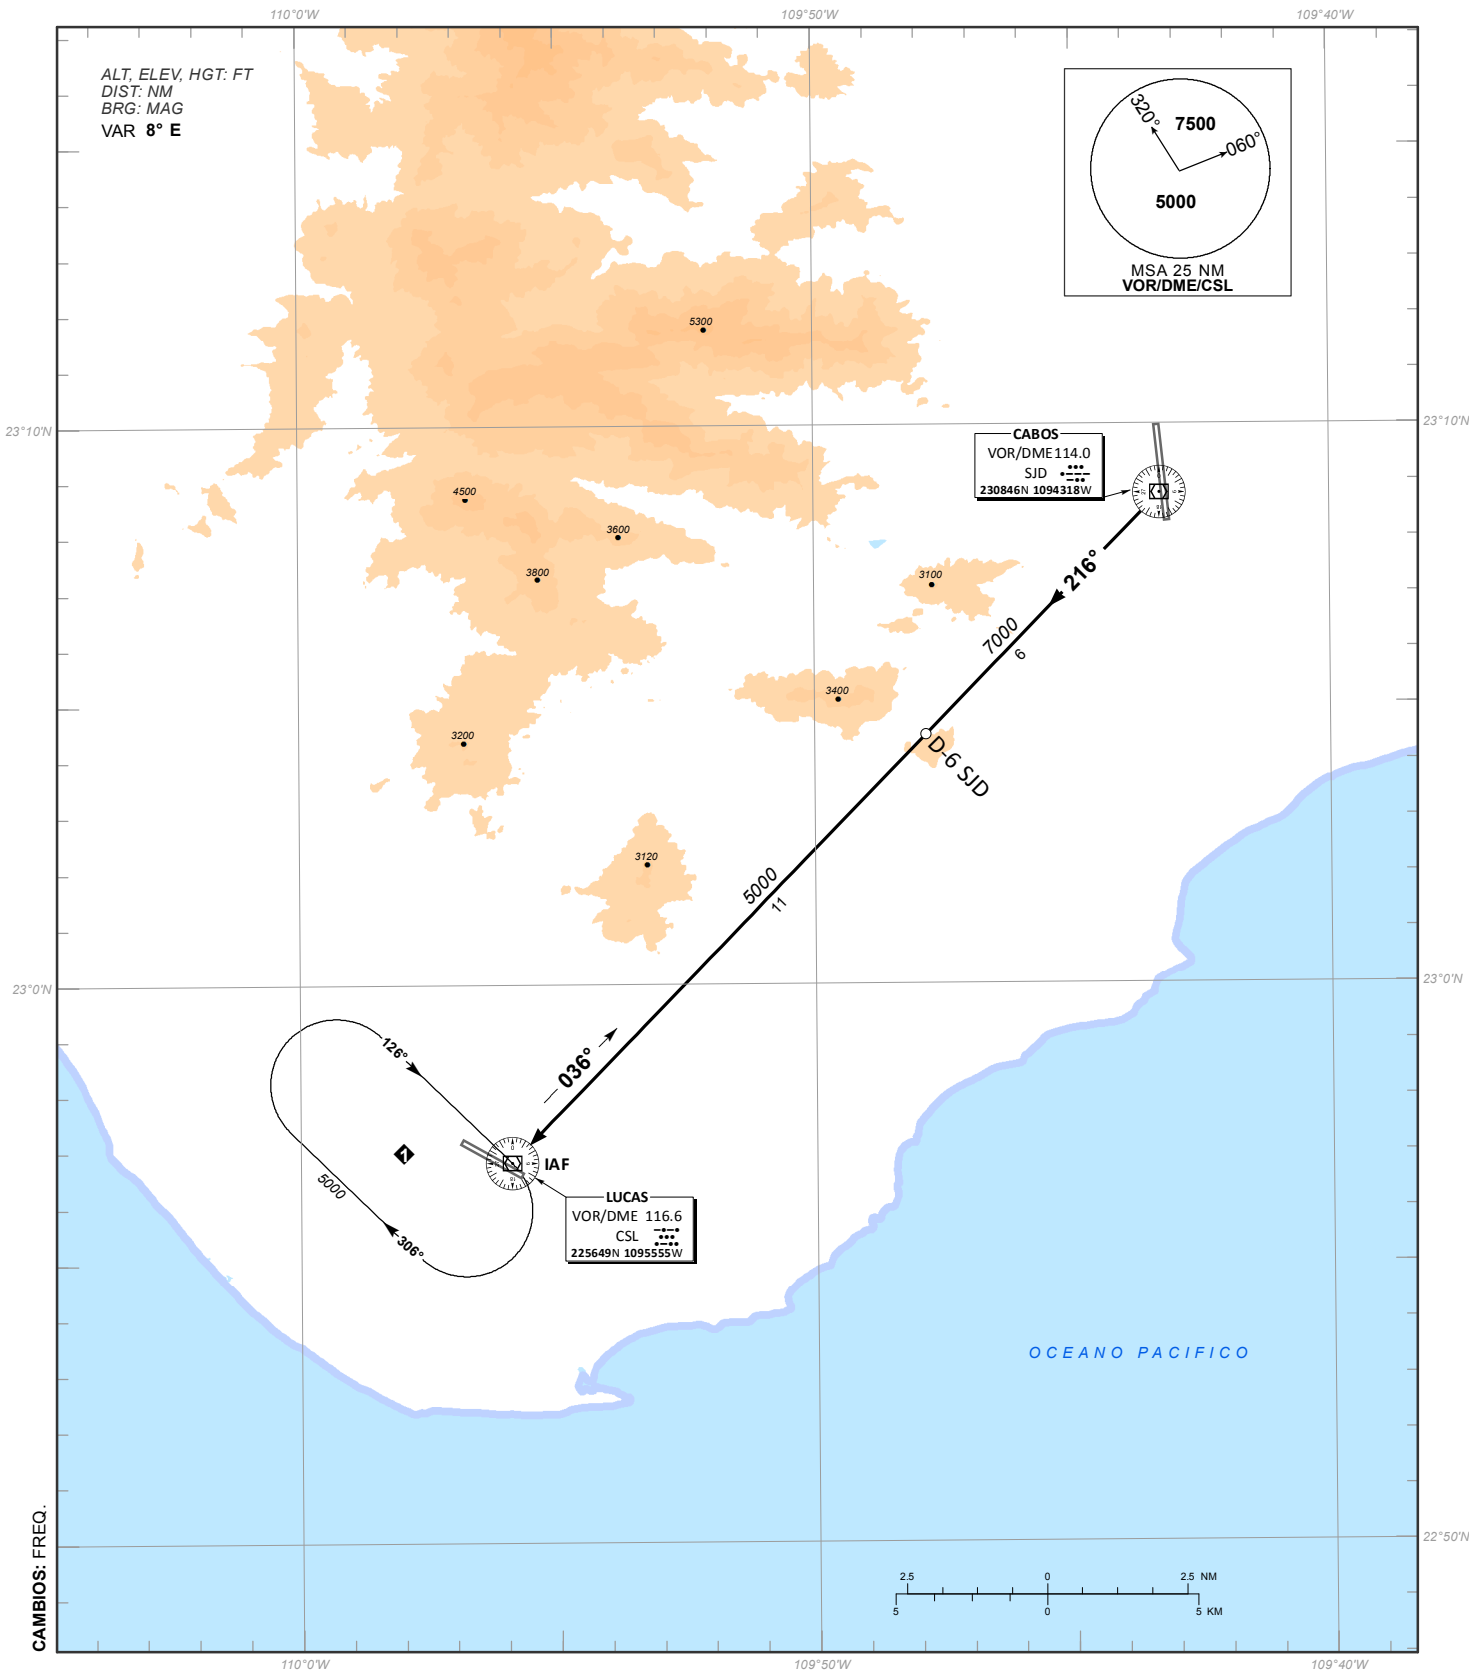 110°0'W
109°50'W
109°40'W
ALT, ELEV, HGT: FT
DIST: NM
BRG: MAG
VAR 8° E
320°
7500
060°
5000
MSA 25 NM
VOR/DME/CSL
5300
23°10'N
23°10'N
CABOS
VOR/DME 114.0
SJD
230846N 1094318W
4500
3600
3800
3100
216°
7000
6
3400
3200
D-6 SJD
3120
5000
11
23°0'N
23°0'N
036°
126°
1
IAF
5000
306°
LUCAS
VOR/DME 116.6
CSL
225649N 1095555W
OCEANO PACIFICO
22°50'N
CAMBIOS: FREQ.
2.5 0 2.5 NM
5 0 5 KM
110°0'W
109°50'W
109°40'W